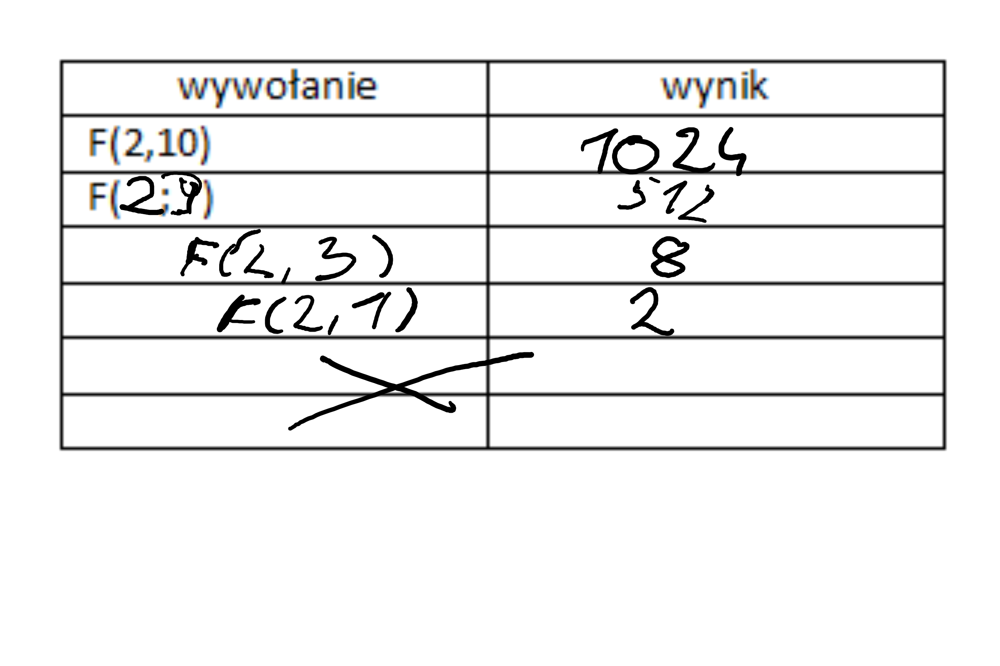 wywołanie wynik
F(2,10) 1024
F(2;9) 512
F(2,3) 8
F(2,1) 2